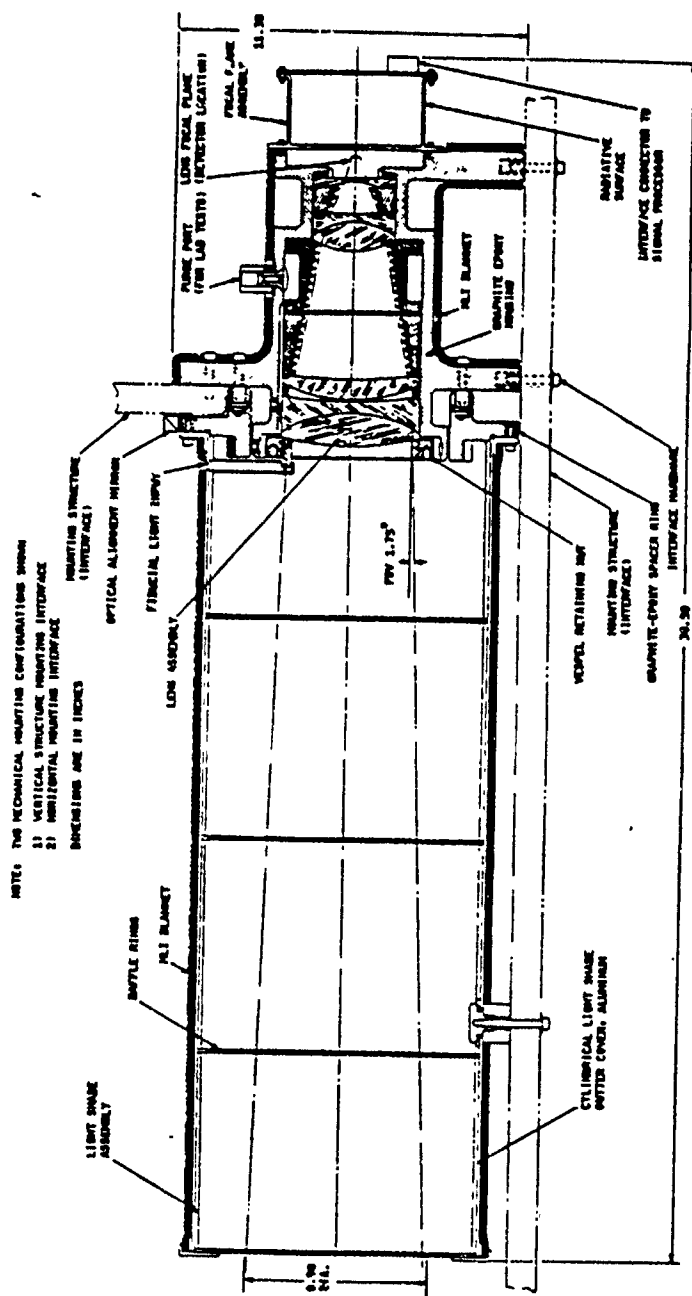 NOTE: TWO MECHANICAL MOUNTING CONFIGURATIONS SHOWN
1) VERTICAL STRUCTURE MOUNTING INTERFACE
2) HORIZONTAL MOUNTING INTERFACE
DIMENSIONS ARE IN INCHES
LIGHT SHADE
ASSEMBLY
BAFFLE RINGS
MLI BLANKET
LENS ASSEMBLY
FIDUCIAL LIGHT INPUT
OPTICAL ALIGNMENT MIRROR
MOUNTING STRUCTURE
(INTERFACE)
PURGE PORT
(FOR LAB TESTS)
LENS FOCAL PLANE
(DETECTOR LOCATION)
FOCAL PLANE
ASSEMBLY
11.30
DIA.
FOV 1.75°
CYLINDRICAL LIGHT SHADE
OUTER COVER, ALUMINUM
VESPEL RETAINING NUT
MOUNTING STRUCTURE
(INTERFACE)
GRAPHITE-EPOXY SPACER RING
INTERFACE HARDWARE
GRAPHITE EPOXY
HOUSING
MLI BLANKET
RADIATIVE
SURFACE
INTERFACE CONNECTOR TO
SIGNAL PROCESSOR